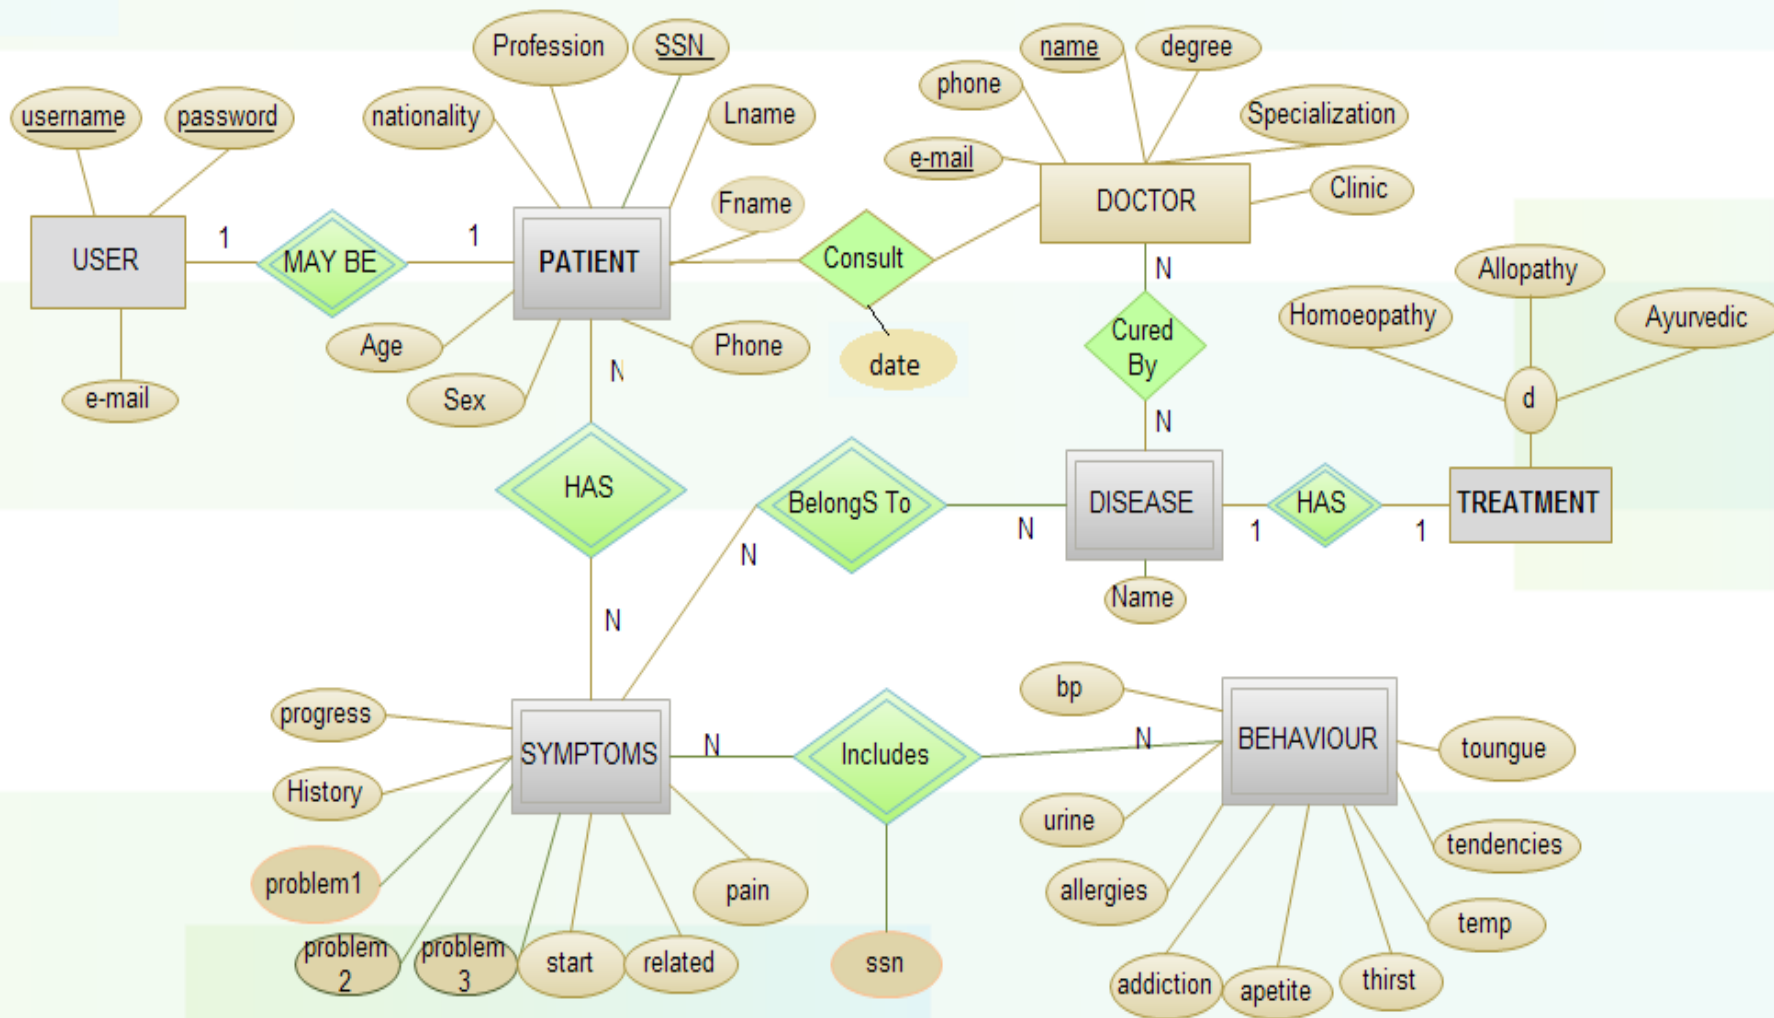 Profession
SSN
name
degree
phone
username
password
nationality
Lname
Specialization
e-mail
Clinic
Fname
DOCTOR
1
1
USER
MAY BE
PATIENT
Consult
N
Allopathy
Homoeopathy
Ayurvedic
Cured
By
Age
Phone
date
N
Sex
e-mail
d
N
HAS
BelongS To
DISEASE
HAS
TREATMENT
N
N
1
1
Name
N
bp
progress
N
N
SYMPTOMS
Includes
BEHAVIOUR
toungue
History
urine
tendencies
problem1
pain
allergies
temp
problem
2
problem
3
start
related
ssn
addiction
apetite
thirst